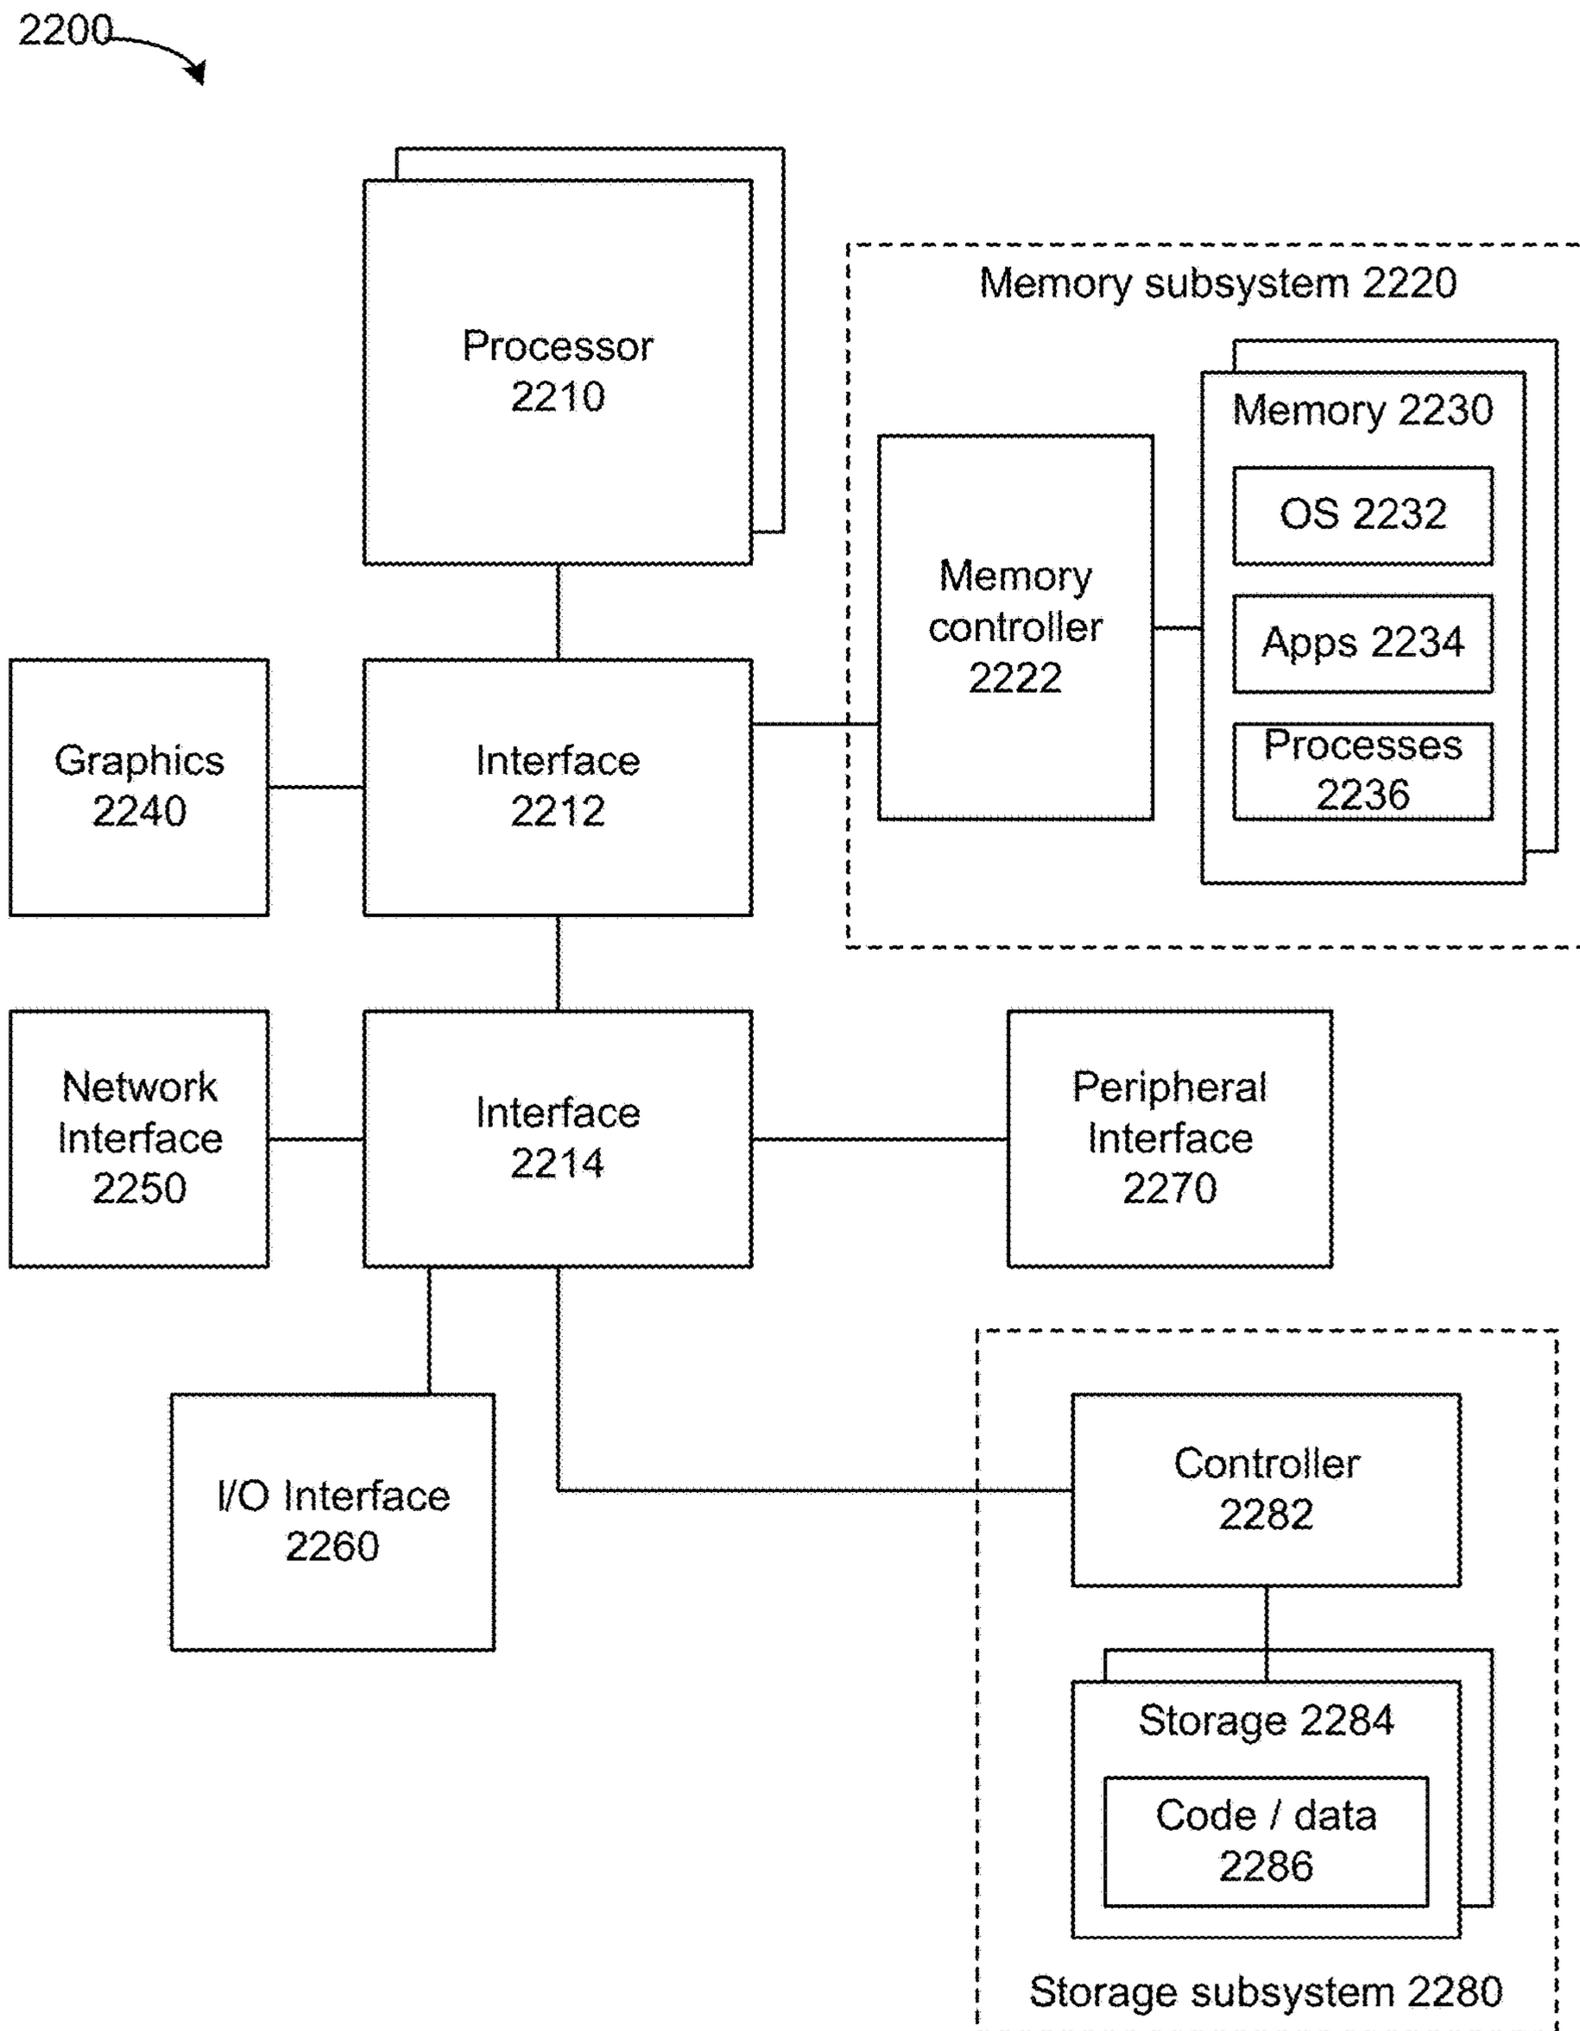 2200
Processor
2210
Memory subsystem 2220
Memory 2230
OS 2232
Apps 2234
Processes
2236
Memory
controller
2222
Graphics
2240
Interface
2212
Network
Interface
2250
Interface
2214
Peripheral
Interface
2270
I/O Interface
2260
Controller
2282
Storage 2284
Code / data
2286
Storage subsystem 2280